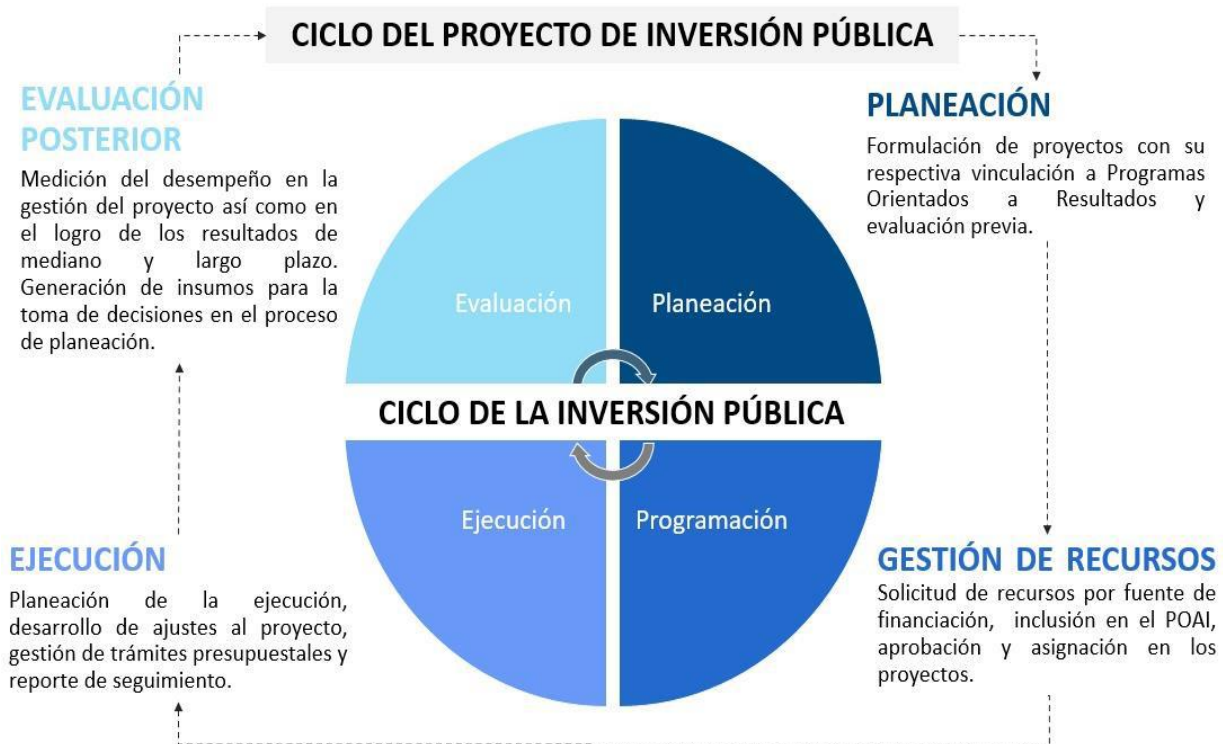 CICLO DEL PROYECTO DE INVERSIÓN PÚBLICA
EVALUACIÓN
POSTERIOR
Medición del desempeño en la
gestión del proyecto así como en
el logro de los resultados de
mediano y largo plazo.
Generación de insumos para la
toma de decisiones en el proceso
de planeación.
PLANEACIÓN
Formulación de proyectos con su
respectiva vinculación a Programas
Orientados a Resultados y
evaluación previa.
Evaluación
Planeación
CICLO DE LA INVERSIÓN PÚBLICA
Ejecución
Programación
EJECUCIÓN
Planeación de la ejecución,
desarrollo de ajustes al proyecto,
gestión de trámites presupuestales y
reporte de seguimiento.
GESTIÓN DE RECURSOS
Solicitud de recursos por fuente de
financiación, inclusión en el POAI,
aprobación y asignación en los
proyectos.